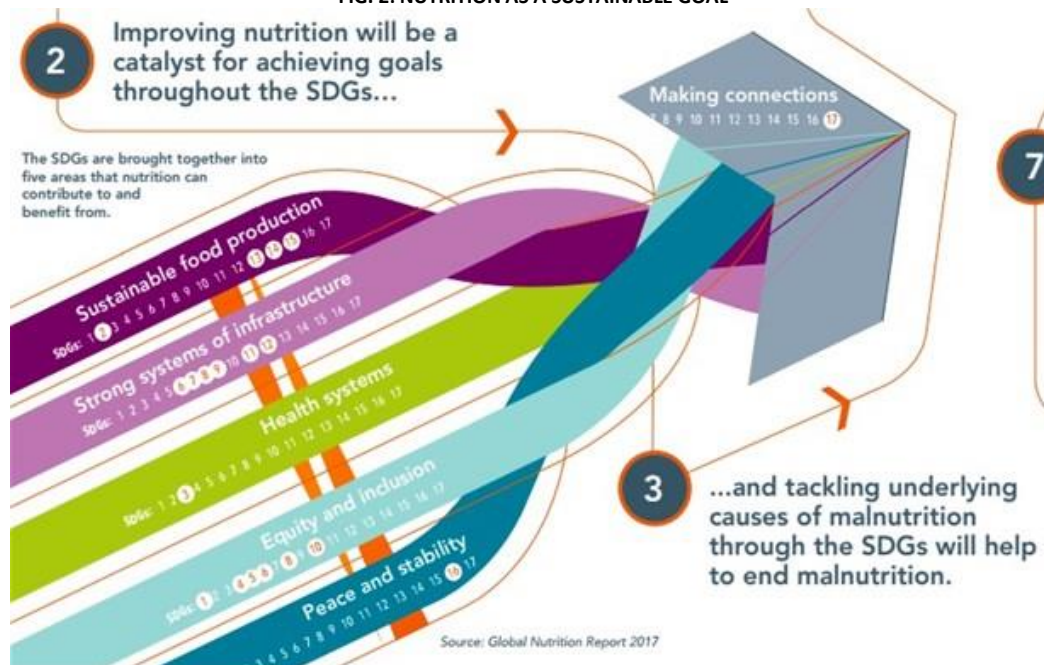 FIG. 2: NUTRITION AS A SUSTAINABLE GOAL
2
Improving nutrition will be a
catalyst for achieving goals
throughout the SDGs...
The SDGs are brought together into
five areas that nutrition can
contribute to and
benefit from.
Making connections
8 9 10 11 12 13 14 15 16 17
7
Sustainable food production
SDGs: 1 2 3 4 5 6 7 8 9 10 11 12 13 14 15 16 17
Strong systems of infrastructure
SDGs: 1 2 3 4 5 6 7 8 9 10 11 12 13 14 15 16 17
Health systems
SDGs: 1 2 3 4 5 6 7 8 9 10 11 12 13 14 15 16 17
Equity and inclusion
SDGs: 1 2 3 4 5 6 7 8 9 10 11 12 13 14 15 16 17
Peace and stability
4 5 6 7 8 9 10 11 12 13 14 15 16 17
3
...and tackling underlying
causes of malnutrition
through the SDGs will help
to end malnutrition.
Source: Global Nutrition Report 2017